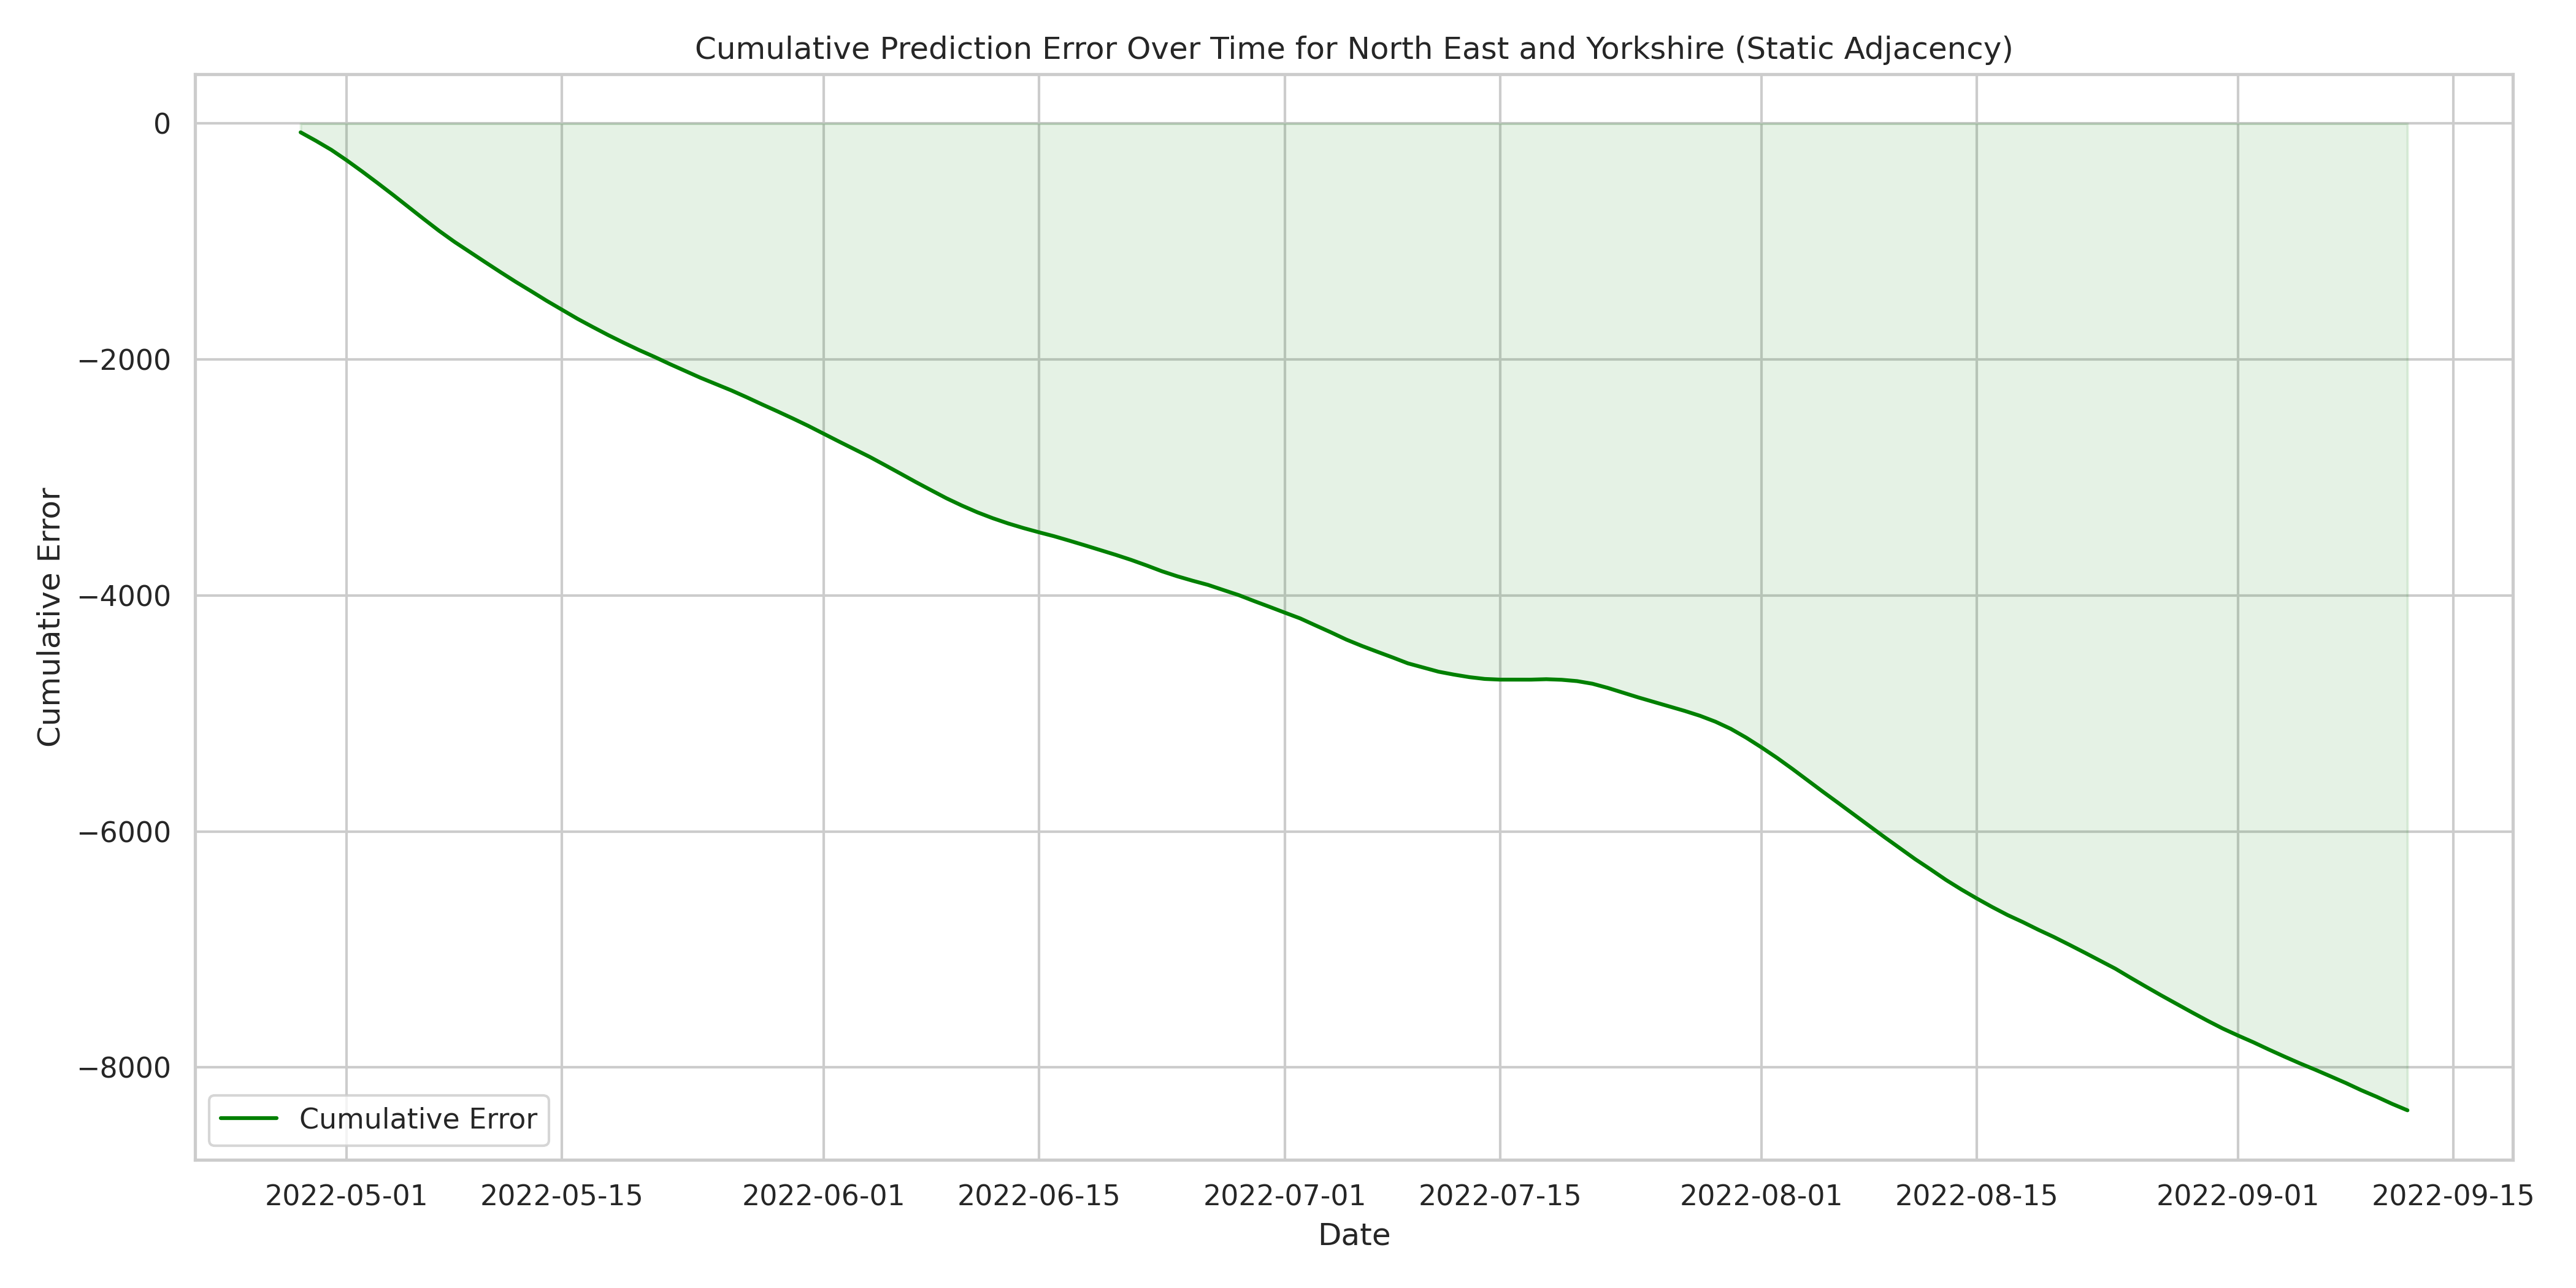 Cumulative Prediction Error Over Time for North East and Yorkshire (Static Adjacency)
0
−2000
−4000
−6000
−8000
Cumulative Error
Cumulative Error
2022-05-01 2022-05-15 2022-06-01 2022-06-15 2022-07-01 2022-07-15 2022-08-01 2022-08-15 2022-09-01 2022-09-15
Date